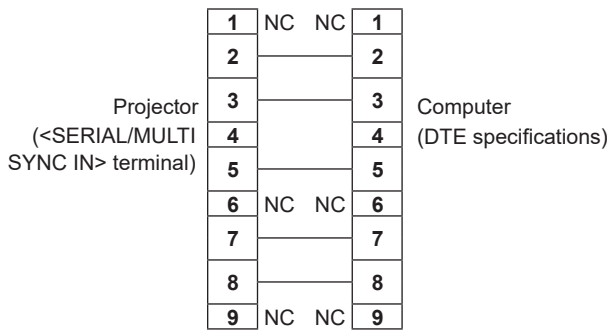 1 NC NC 1
2 2
Projector 3 3 Computer
(<SERIAL/MULTI 4 4 (DTE specifications)
SYNC IN> terminal) 5 5
6 NC NC 6
7 7
8 8
9 NC NC 9